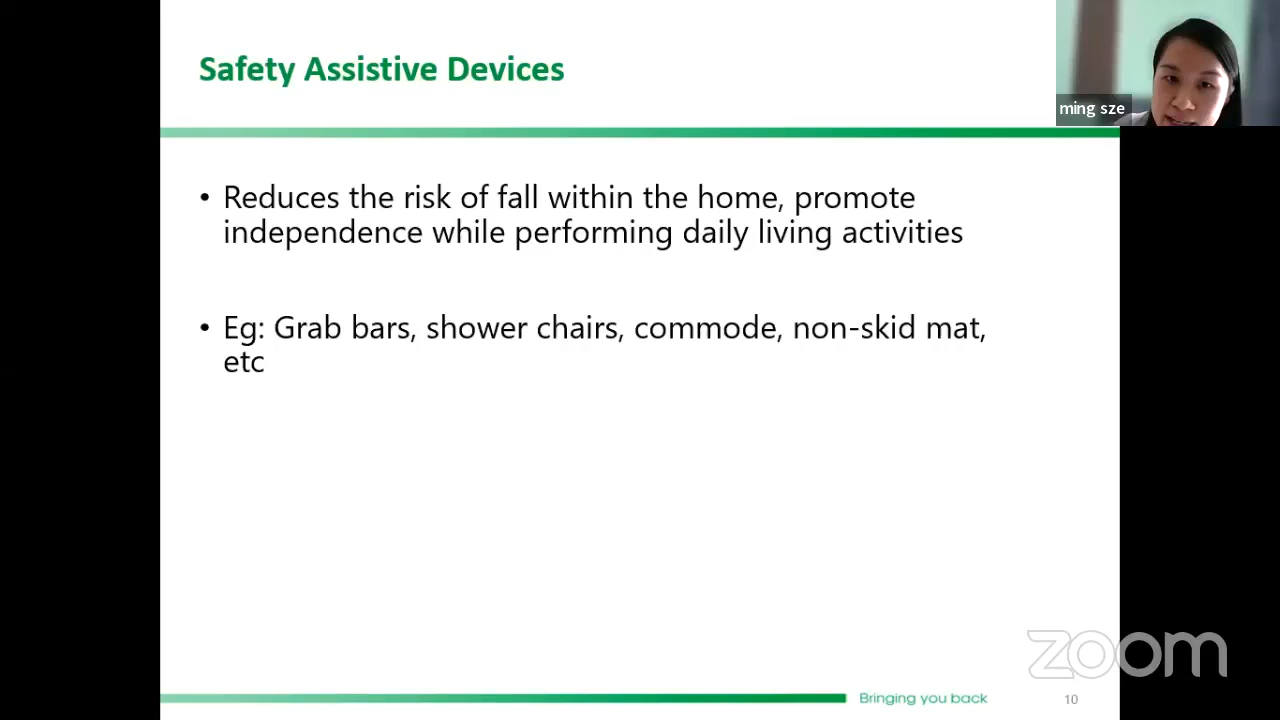 Safety Assistive Devices
ming sze
• Reduces the risk of fall within the home, promote
independence while performing daily living activities
• Eg: Grab bars, shower chairs, commode, non-skid mat,
etc
zoom
Bringing you back
10